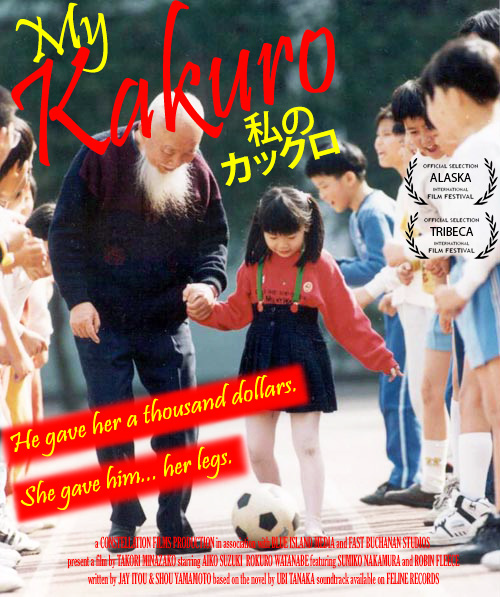 My
Kakuro
私の
カックロ
OFFICIAL SELECTION
ALASKA
INTERNATIONAL
FILM FESTIVAL
OFFICIAL SELECTION
TRIBECA
INTERNATIONAL
FILM FESTIVAL
He gave her a thousand dollars.
She gave him... her legs.
a CONSTELLATION FILMS PRODUCTION in association with BLUE ISLAND MEDIA and FAST BUCHANAN STUDIOS
present a film by TAKORI MINAZAKO starring AIKO SUZUKI ROKURO WATANABE featuring SUMIKO NAKAMURA and ROBIN
written by JAY ITOU & SHOU YAMAMOTO based on the novel by UBI TANAKA soundtrack available on FELINE RECORDS